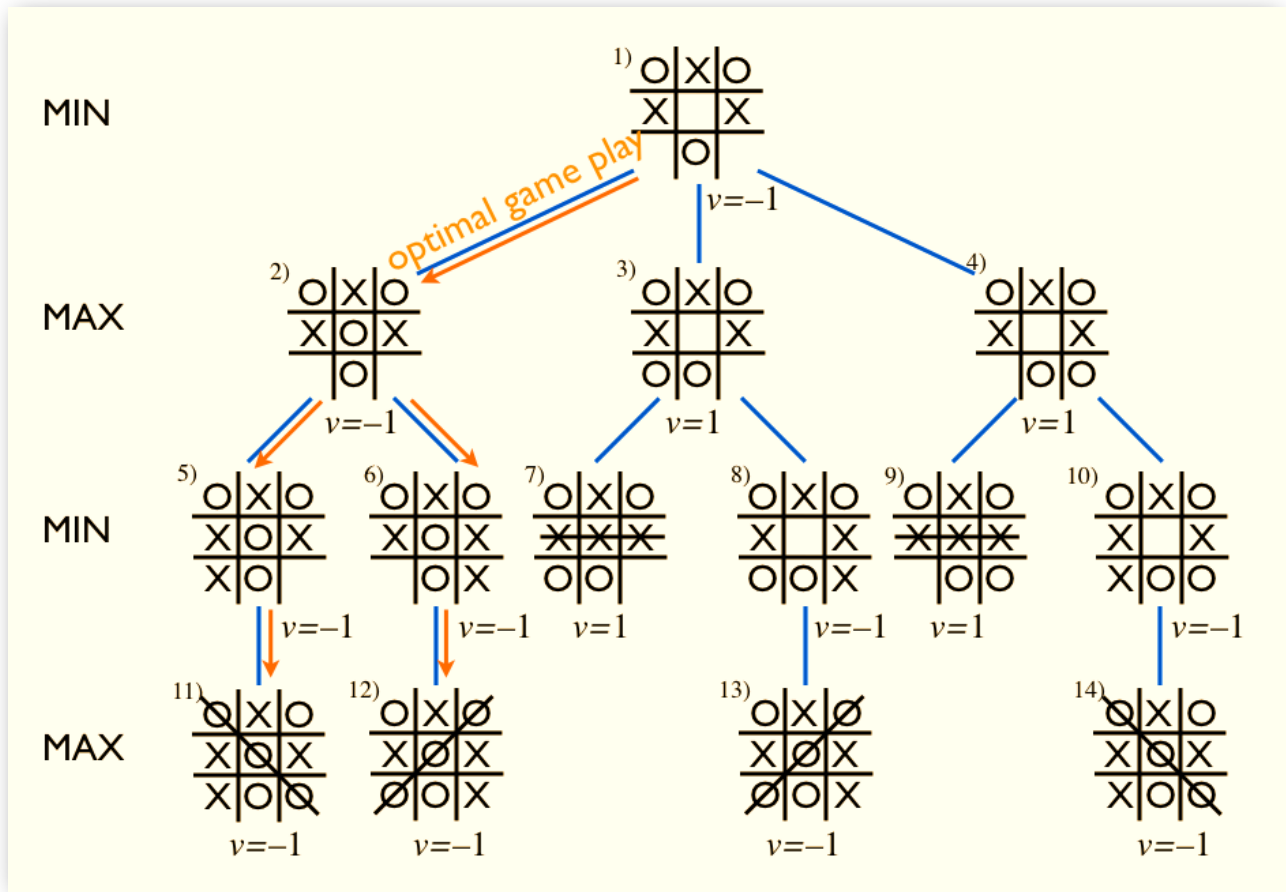 1)
O X O
MIN
X X
O
optimal game play
v=–1
2)
3)
4)
O X O
O X O
O X O
MAX
X O X
X X
X X
O
O O
O O
v=–1
v=1
v=1
5)
6)
7)
8)
9)
10)
O X O
O X O
O X O
O X O
O X O
O X O
MIN
X O X
X O X
X X X
X X
X X X
X X
X O
O X
O O
O O X
O O
X O O
v=–1
v=–1
v=1
v=–1
v=1
v=–1
11)
12)
13)
14)
O X O
O X O
O X O
O X O
MAX
X O X
X O X
X O X
X O X
X O O
O O X
O O X
X O O
v=–1
v=–1
v=–1
v=–1